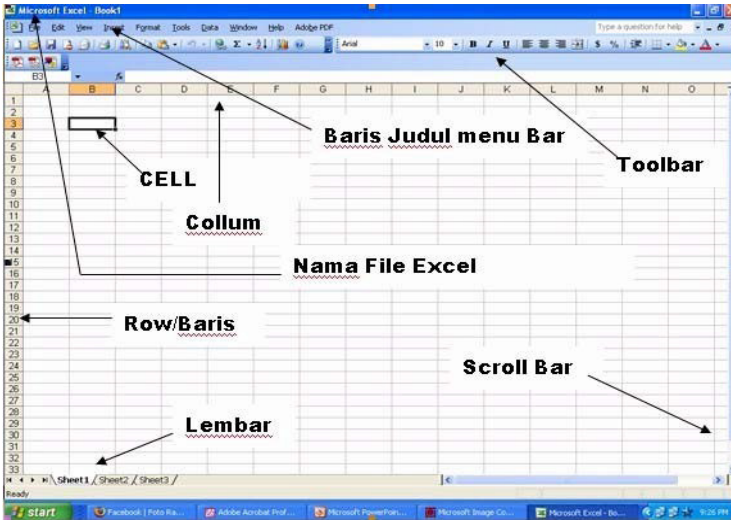 Microsoft Excel - Book1
File Edit View Insert Format Tools Data Window Help Adobe PDF Type a question for help
Arial 10 B I U $ %
B3 fx
A B C D E F G H I J K L M N O
1
2
3
4
5
6
7
8
9
10
11
12
13
14
15
16
17
18
19
20
21
22
23
24
25
26
27
28
29
30
31
32
33
Baris Judul menu Bar
Toolbar
CELL
Collum
Nama File Excel
Row/Baris
Scroll Bar
Lembar
Sheet1 / Sheet2 / Sheet3 /
Ready
start Facebook | Foto Ra... Adobe Acrobat Prof... Microsoft PowerPoin... Microsoft Image Co... Microsoft Excel - Bo... 9:26 PM